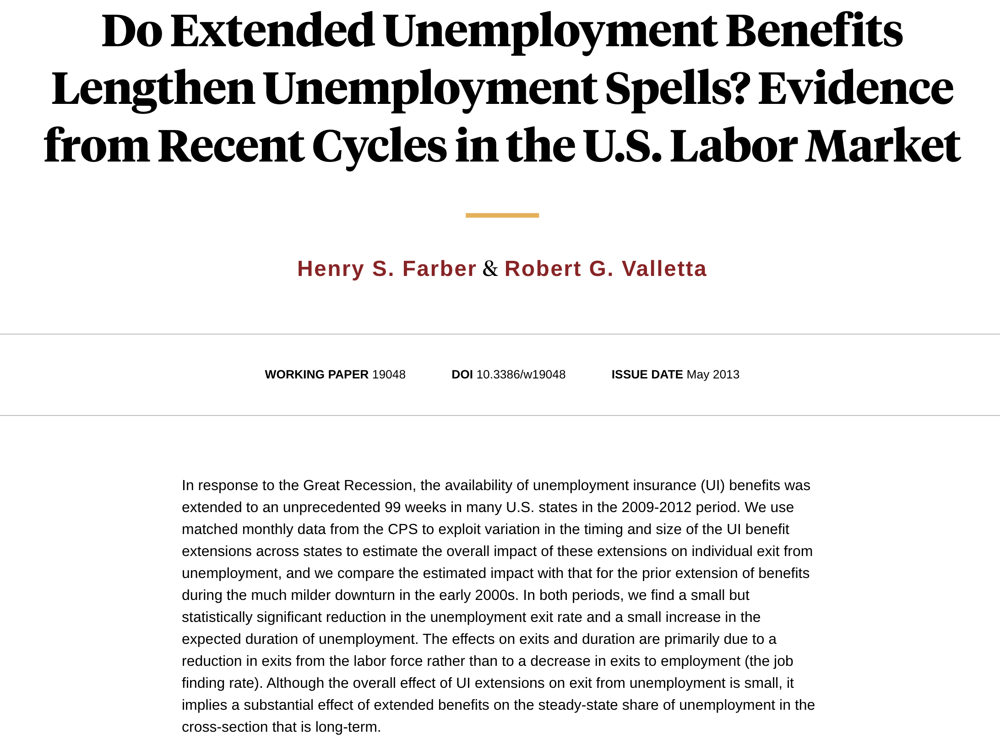 Do Extended Unemployment Benefits
Lengthen Unemployment Spells? Evidence
from Recent Cycles in the U.S. Labor Market
Henry S. Farber & Robert G. Valletta
WORKING PAPER 19048 DOI 10.3386/w19048 ISSUE DATE May 2013
In response to the Great Recession, the availability of unemployment insurance (UI) benefits was
extended to an unprecedented 99 weeks in many U.S. states in the 2009-2012 period. We use
matched monthly data from the CPS to exploit variation in the timing and size of the UI benefit
extensions across states to estimate the overall impact of these extensions on individual exit from
unemployment, and we compare the estimated impact with that for the prior extension of benefits
during the much milder downturn in the early 2000s. In both periods, we find a small but
statistically significant reduction in the unemployment exit rate and a small increase in the
expected duration of unemployment. The effects on exits and duration are primarily due to a
reduction in exits from the labor force rather than to a decrease in exits to employment (the job
finding rate). Although the overall effect of UI extensions on exit from unemployment is small, it
implies a substantial effect of extended benefits on the steady-state share of unemployment in the
cross-section that is long-term.